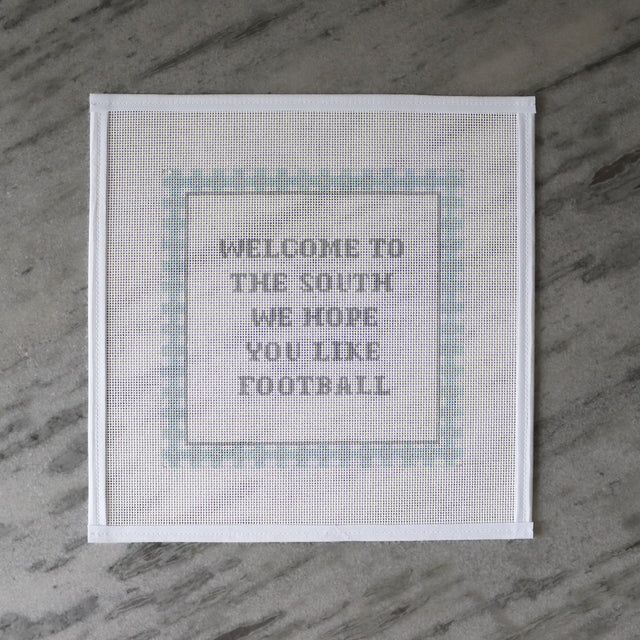 WELCOME TO
THE SOUTH
WE HOPE
YOU LIKE
FOOTBALL